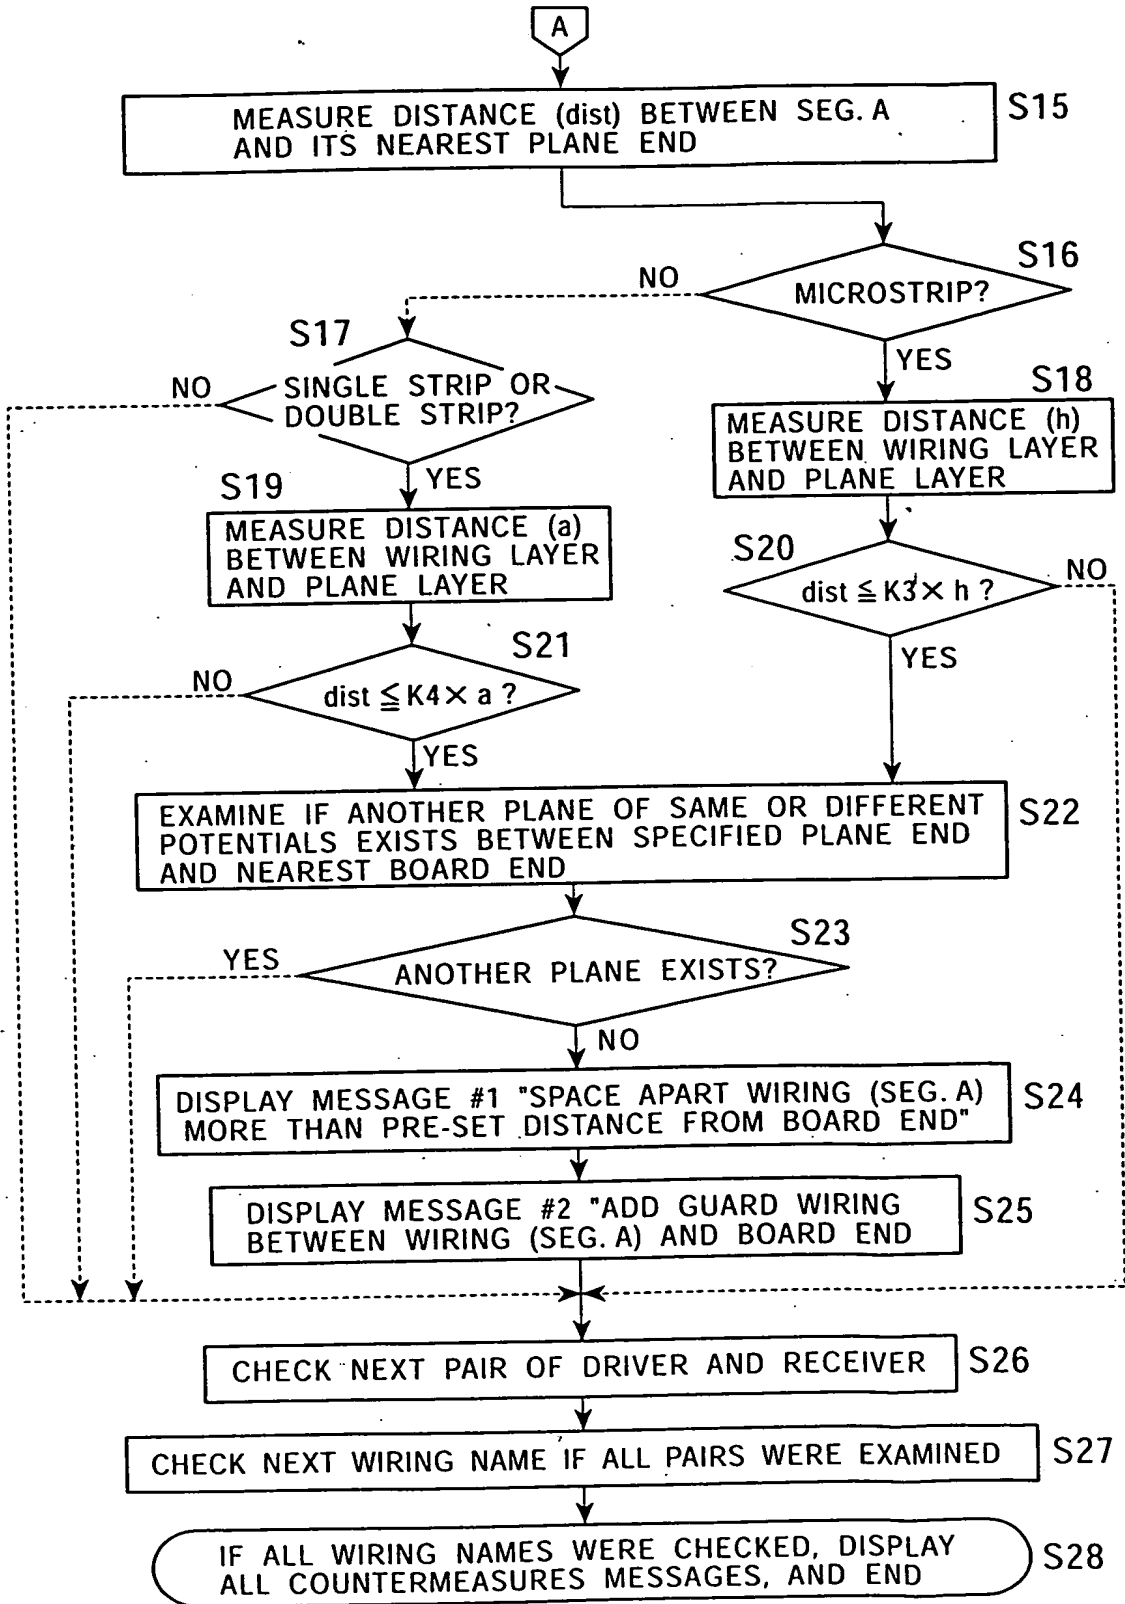 A
MEASURE DISTANCE (dist) BETWEEN SEG. A
AND ITS NEAREST PLANE END
S15
S16
MICROSTRIP?
NO
YES
S17
SINGLE STRIP OR
DOUBLE STRIP?
NO
YES
S18
MEASURE DISTANCE (h)
BETWEEN WIRING LAYER
AND PLANE LAYER
S19
MEASURE DISTANCE (a)
BETWEEN WIRING LAYER
AND PLANE LAYER
S20
dist ≦ K3 × h ?
NO
YES
S21
dist ≦ K4 × a ?
NO
YES
EXAMINE IF ANOTHER PLANE OF SAME OR DIFFERENT
POTENTIALS EXISTS BETWEEN SPECIFIED PLANE END
AND NEAREST BOARD END
S22
S23
ANOTHER PLANE EXISTS?
YES
NO
DISPLAY MESSAGE #1 "SPACE APART WIRING (SEG. A)
MORE THAN PRE-SET DISTANCE FROM BOARD END"
S24
DISPLAY MESSAGE #2 "ADD GUARD WIRING
BETWEEN WIRING (SEG. A) AND BOARD END
S25
CHECK NEXT PAIR OF DRIVER AND RECEIVER
S26
CHECK NEXT WIRING NAME IF ALL PAIRS WERE EXAMINED
S27
IF ALL WIRING NAMES WERE CHECKED, DISPLAY
ALL COUNTERMEASURES MESSAGES, AND END
S28